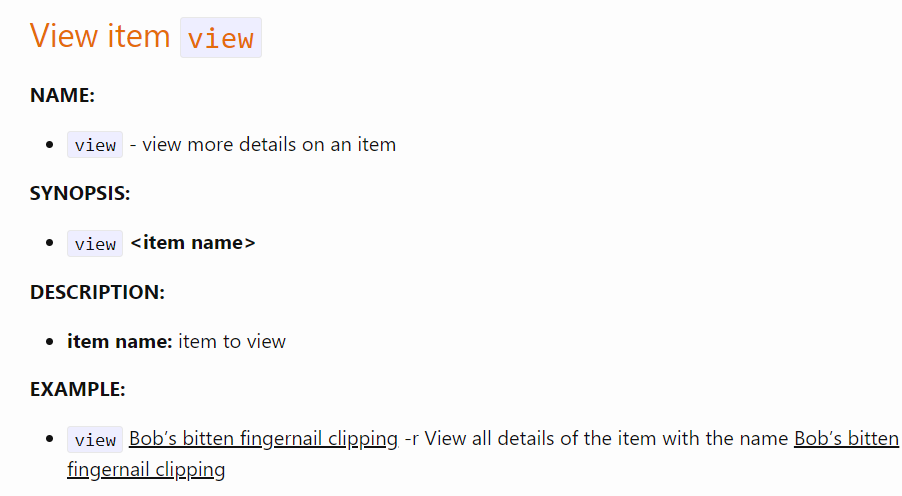 View item view
NAME:
view - view more details on an item
SYNOPSIS:
view <item name>
DESCRIPTION:
item name: item to view
EXAMPLE:
view Bob’s bitten fingernail clipping -r View all details of the item with the name Bob’s bitten
fingernail clipping